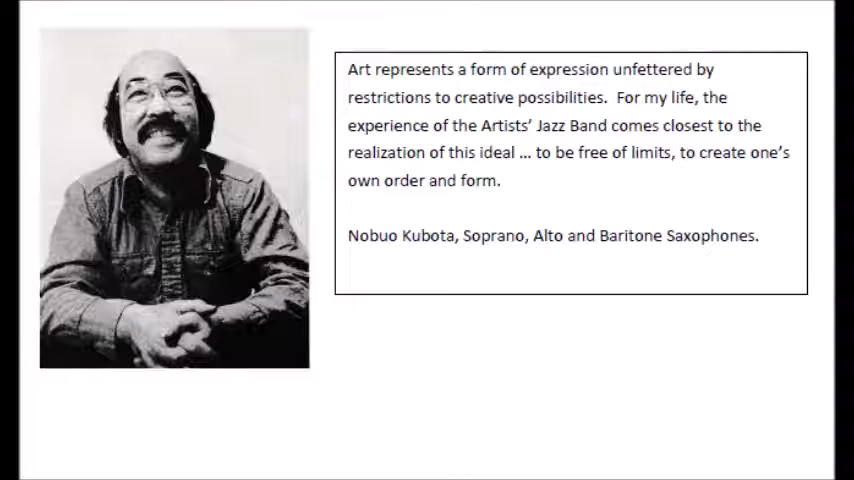 Art represents a form of expression unfettered by
restrictions to creative possibilities.  For my life, the
experience of the Artists’ Jazz Band comes closest to the
realization of this ideal … to be free of limits, to create one’s
own order and form.
Nobuo Kubota, Soprano, Alto and Baritone Saxophones.